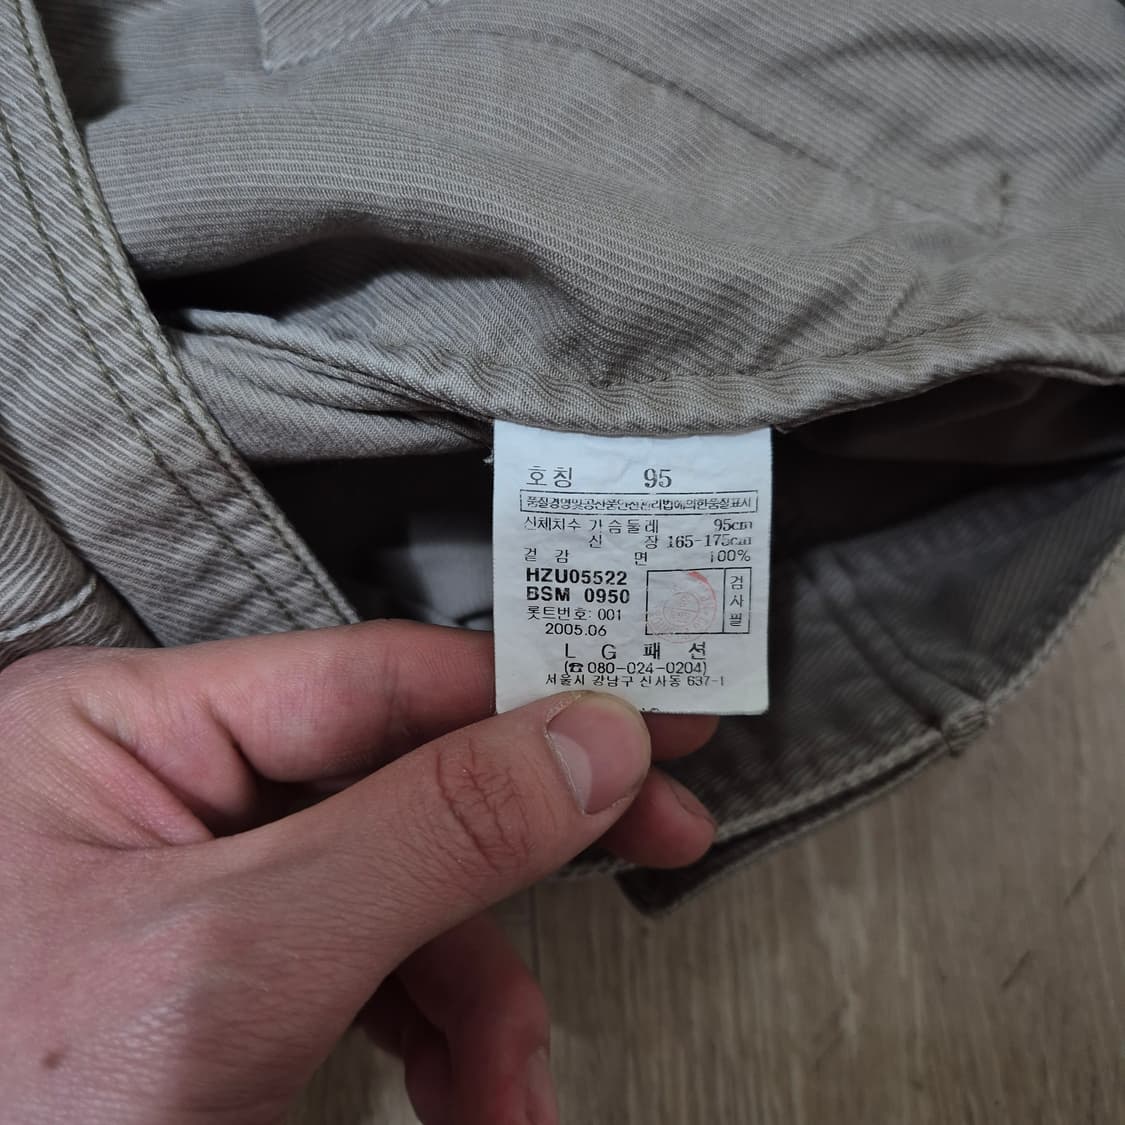 호칭 95
품질경영및공산품안전관리법에의한품질표시
신체치수 가슴둘레 95cm
신장 165-175cm
겉감 면 100%
HZU05522
BSM 0950
롯트번호: 001
2005.06
검사필
LG패션
(☎080-024-0204)
서울시 강남구 신사동 637-1